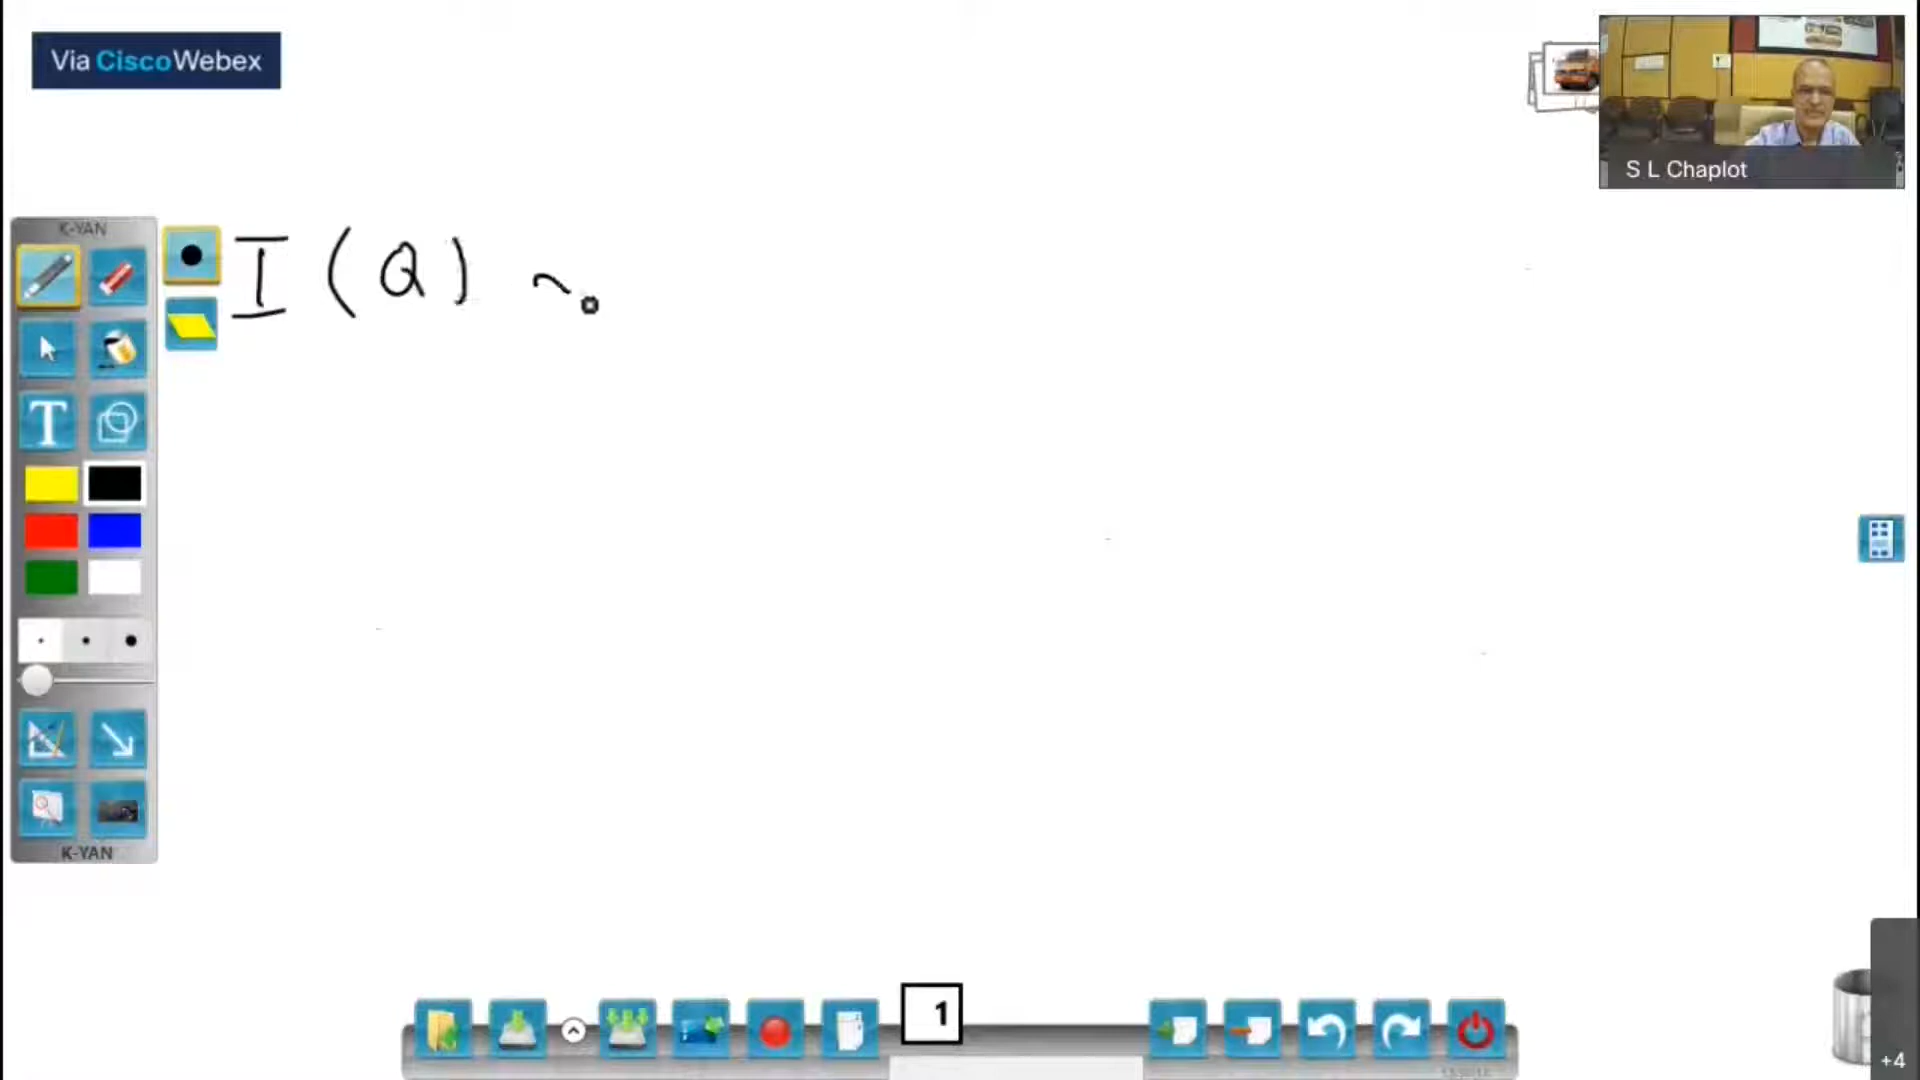 Via Cisco Webex
S L Chaplot
K-YAN
I (Q) ~
T
K-YAN
1
+4